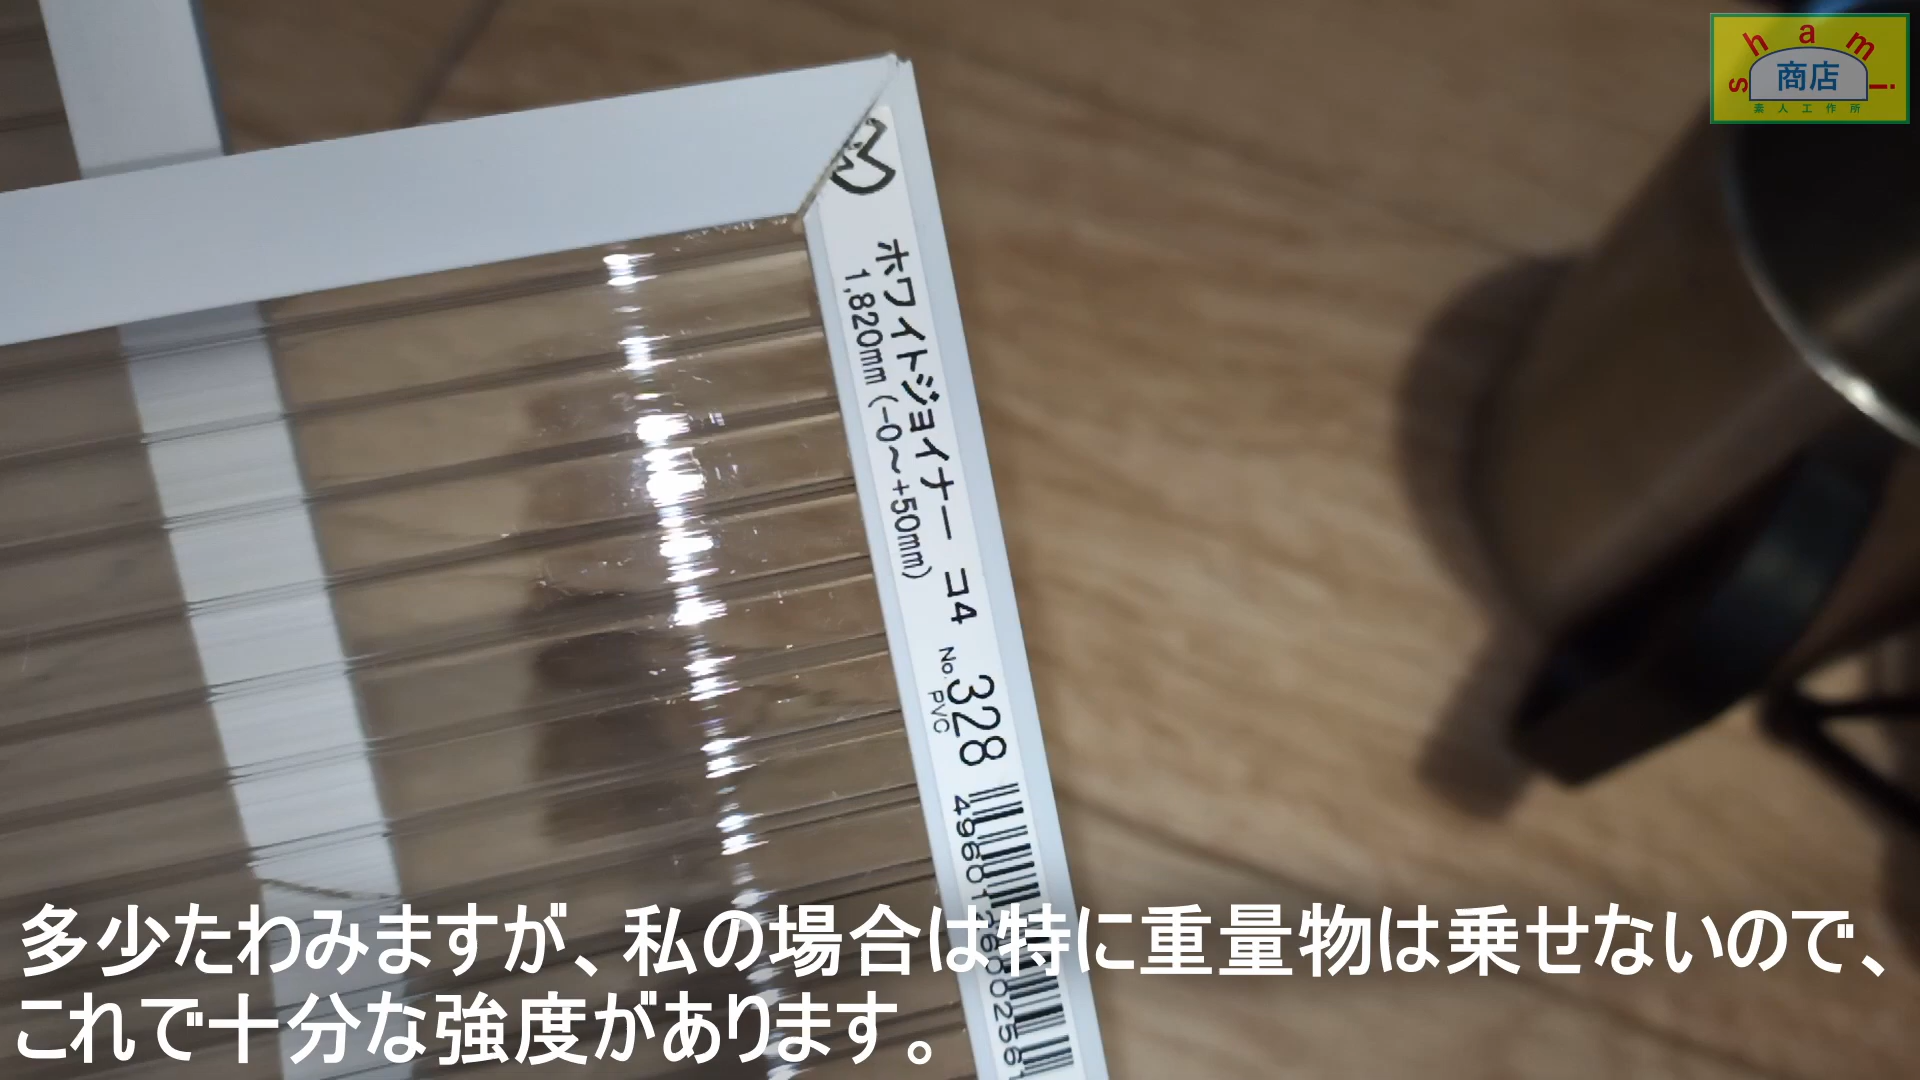 shamji
商店
素人工作所
ホワイトジョイナー コ4 No.328
1,820mm (-0～+50mm)
PVC
多少たわみますが、私の場合は特に重量物は乗せないので、
これで十分な強度があります。